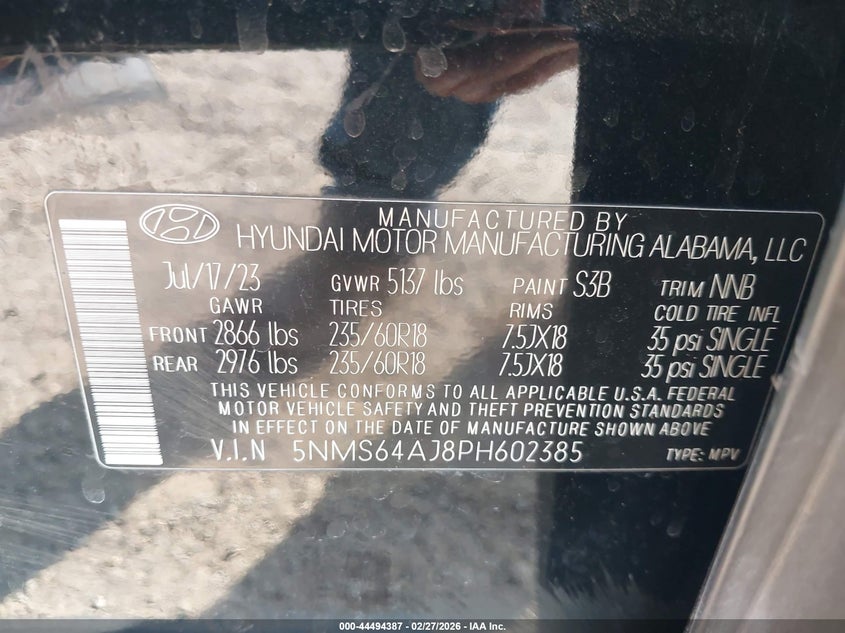 MANUFACTURED BY
HYUNDAI MOTOR MANUFACTURING ALABAMA, LLC
Jul/17/23 GVWR 5137 lbs PAINT S3B TRIM NNB
GAWR TIRES RIMS COLD TIRE INFL
FRONT 2866 lbs 235/60R18 7.5JX18 35 psi SINGLE
REAR 2976 lbs 235/60R18 7.5JX18 35 psi SINGLE
THIS VEHICLE CONFORMS TO ALL APPLICABLE U.S.A. FEDERAL
MOTOR VEHICLE SAFETY AND THEFT PREVENTION STANDARDS
IN EFFECT ON THE DATE OF MANUFACTURE SHOWN ABOVE
V.I.N 5NMS64AJ8PH602385 TYPE: MPV
000-44494387 - 02/27/2026 - IAA Inc.